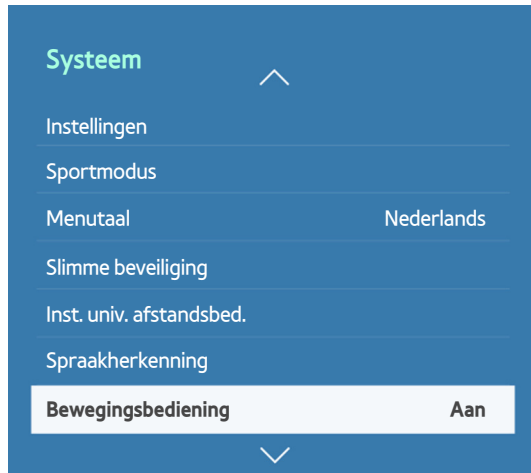 Systeem
Instellingen
Sportmodus
Menutaal Nederlands
Slimme beveiliging
Inst. univ. afstandsbed.
Spraakherkenning
Bewegingsbediening Aan